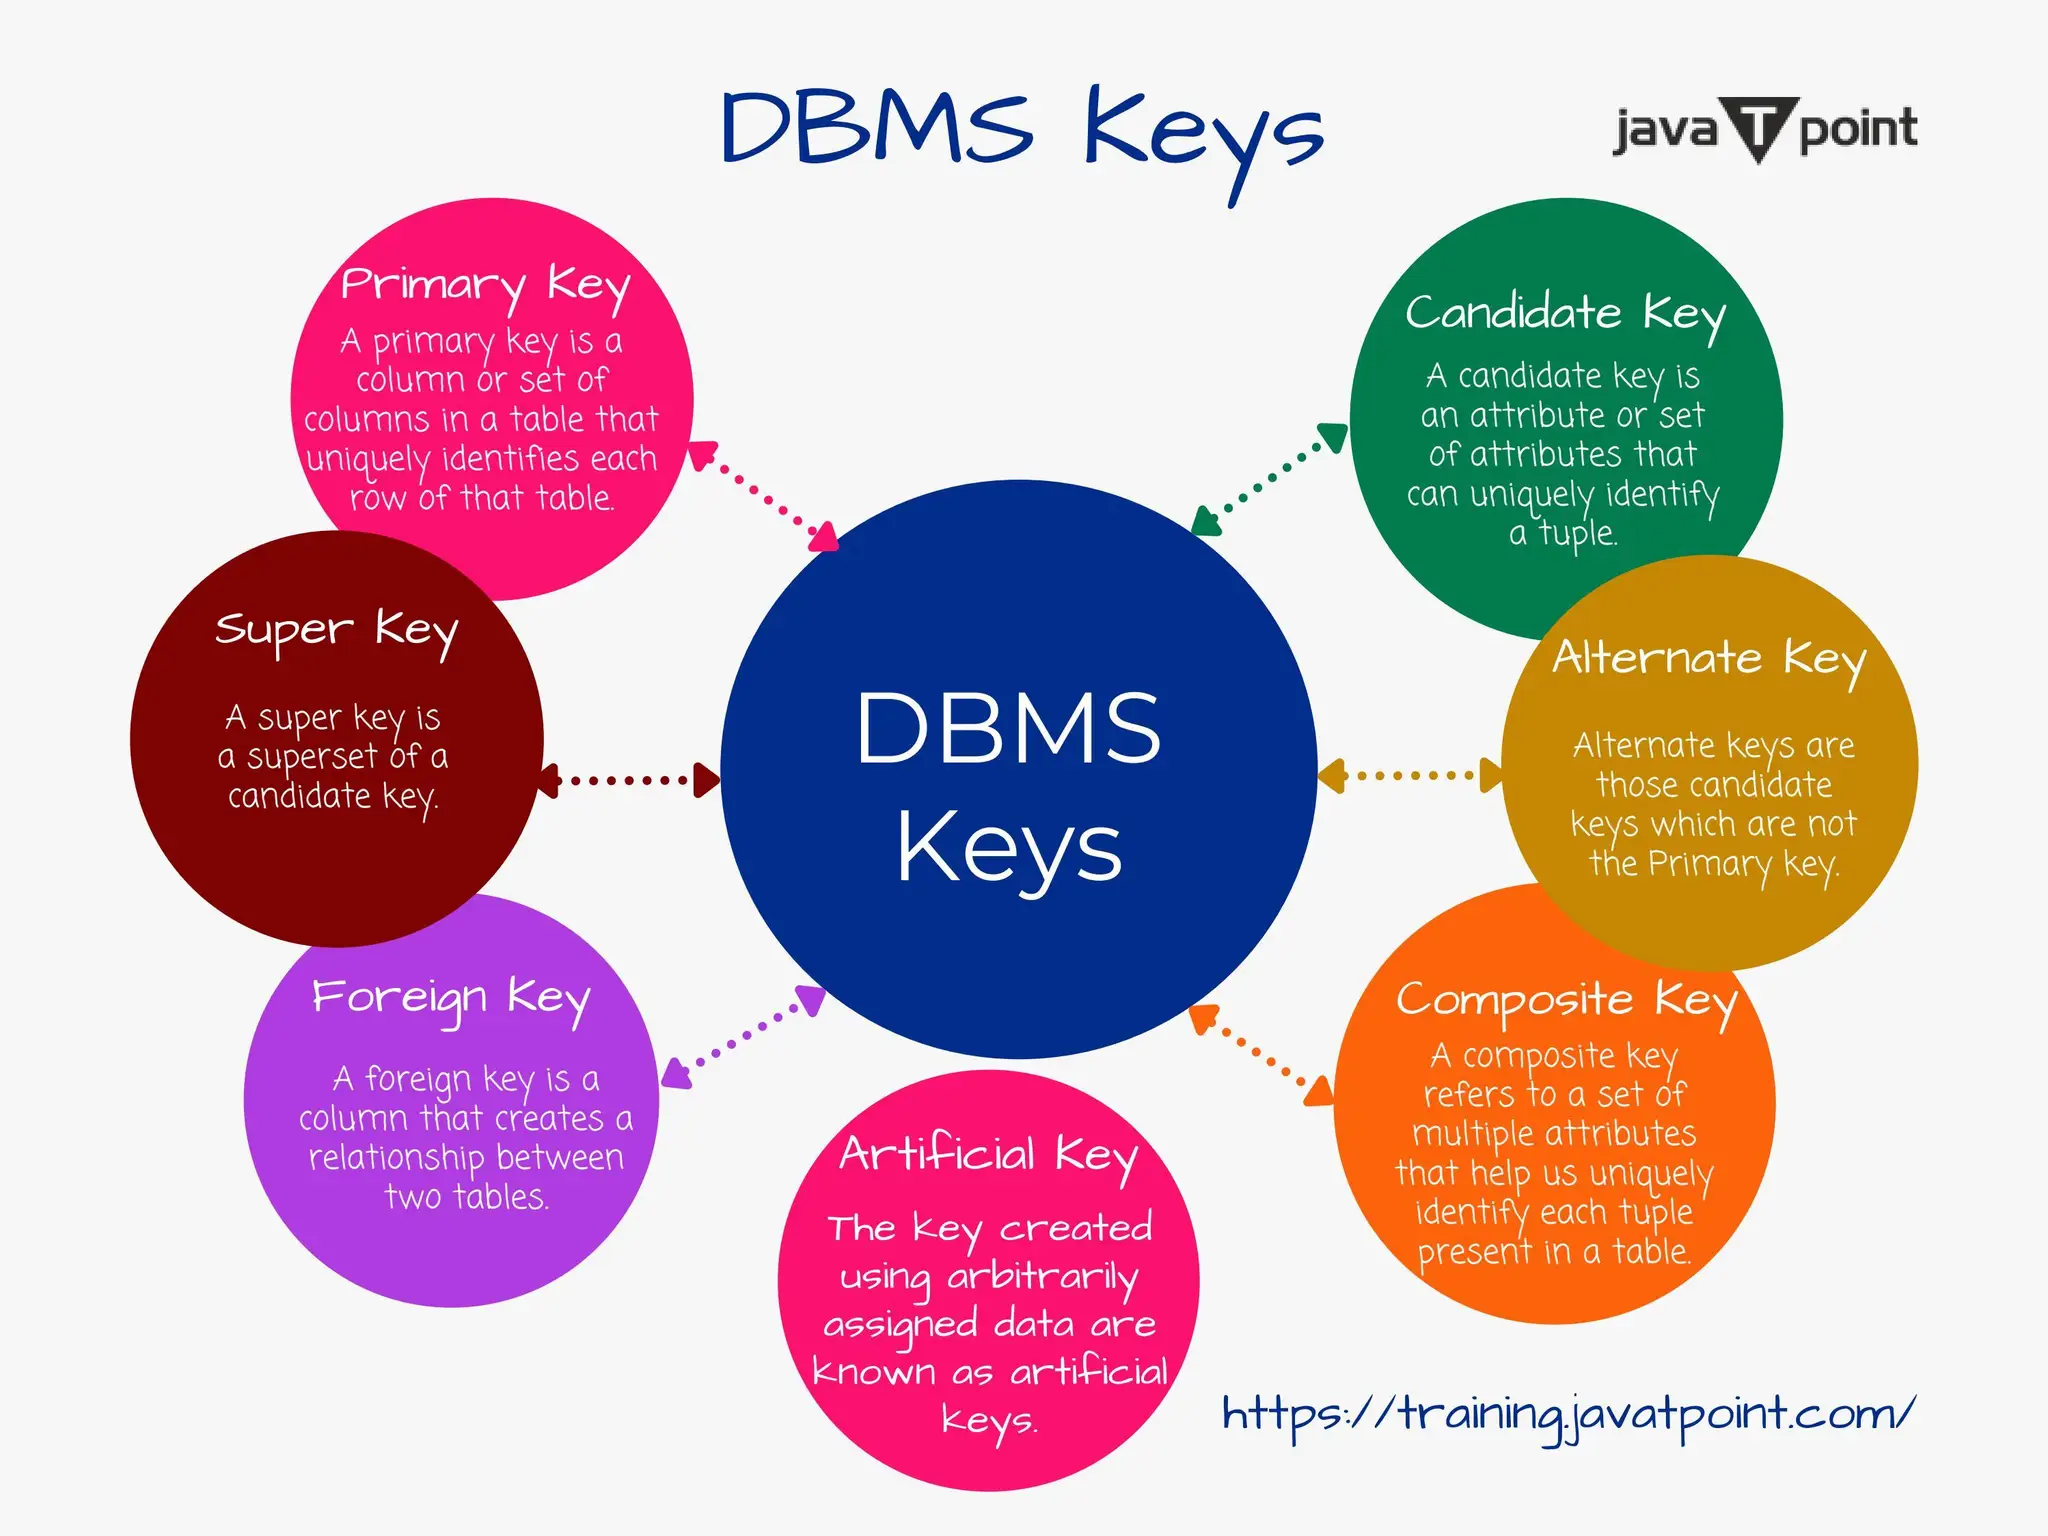 DBMS Keys
java T point
Primary Key
A primary key is a
column or set of
columns in a table that
uniquely identifies each
row of that table.
Candidate Key
A candidate key is
an attribute or set
of attributes that
can uniquely identify
a tuple.
Super Key
A super key is
a superset of a
candidate key.
DBMS
Keys
Alternate Key
Alternate keys are
those candidate
keys which are not
the Primary key.
Foreign Key
A foreign key is a
column that creates a
relationship between
two tables.
Artificial Key
The key created
using arbitrarily
assigned data are
known as artificial
keys.
Composite Key
A composite key
refers to a set of
multiple attributes
that help us uniquely
identify each tuple
present in a table.
https://training.javatpoint.com/